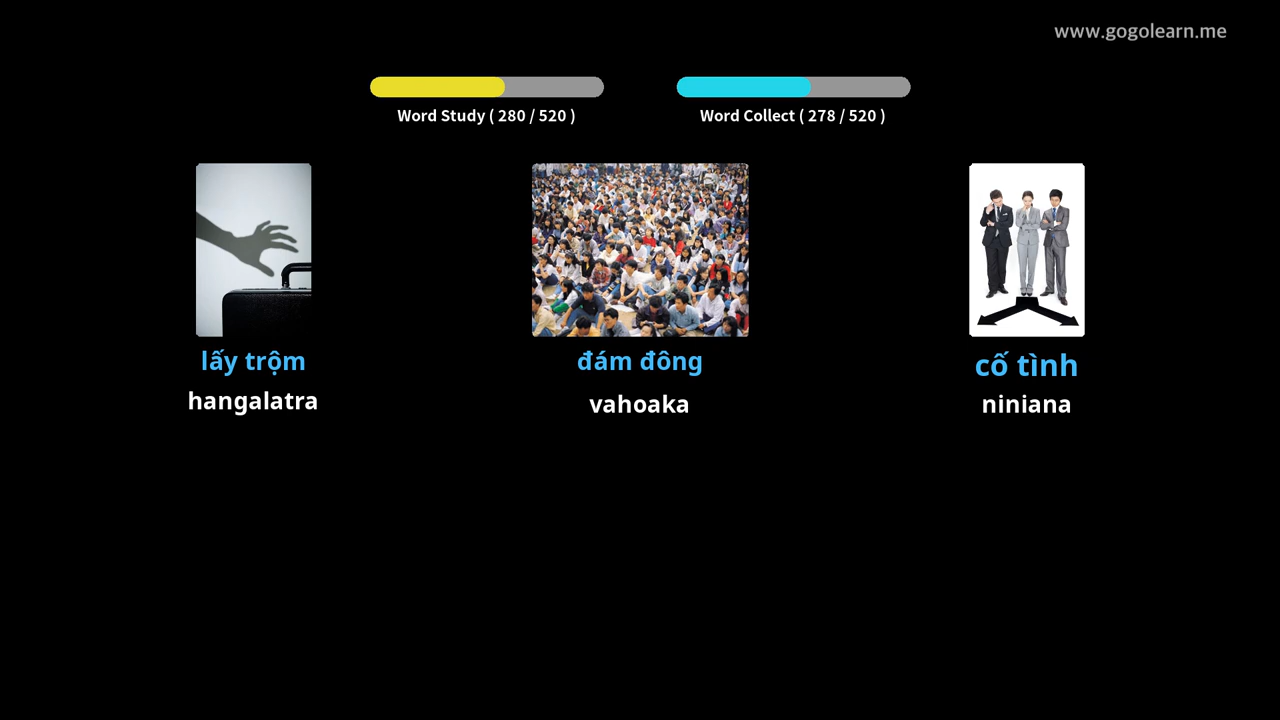 www.gogolearn.me
Word Study ( 280 / 520 )
Word Collect ( 278 / 520 )
lấy trộm
đám đông
cố tình
hangalatra
vahoaka
niniana